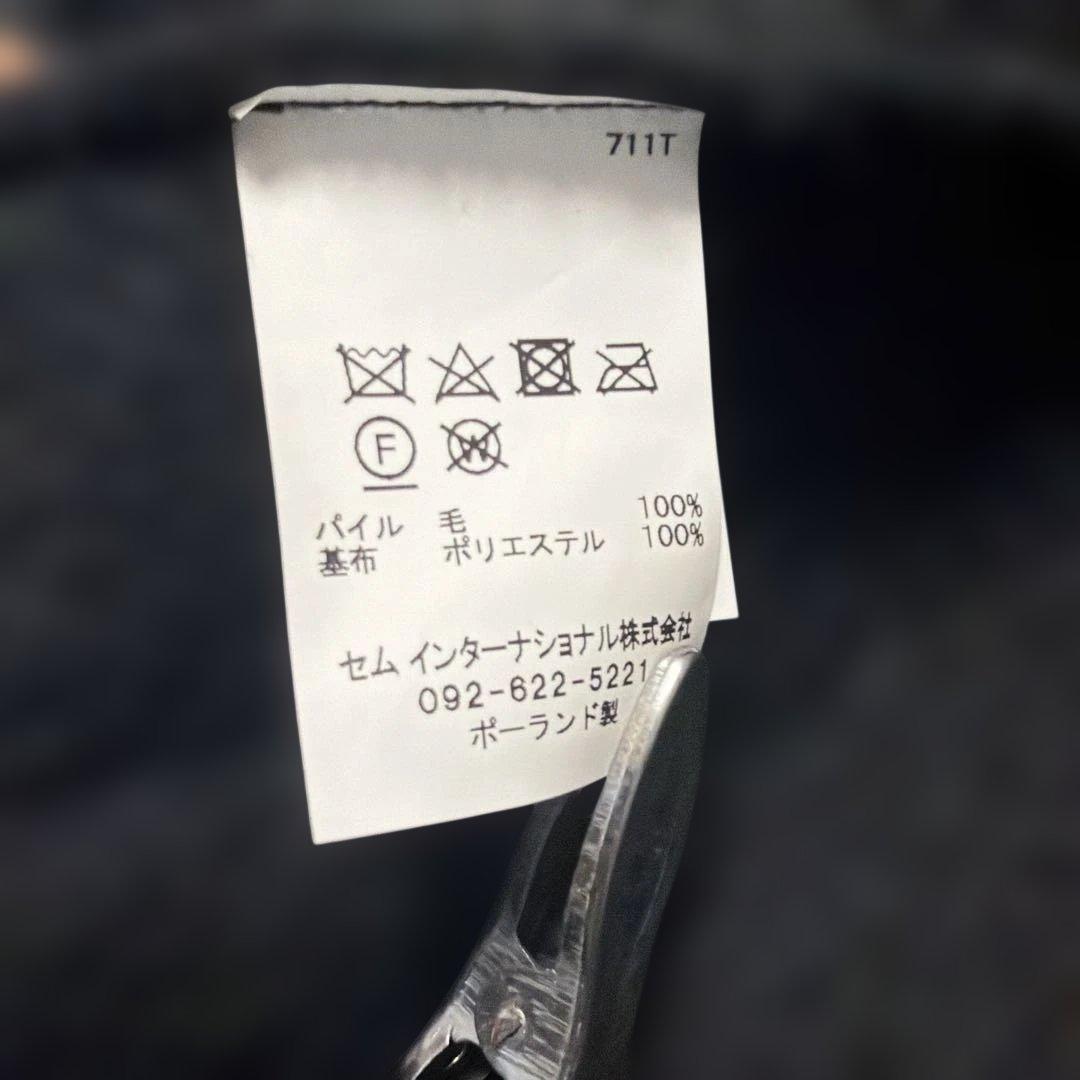 711T
F
W
パイル 毛 100%
基布 ポリエステル 100%
セム インターナショナル株式会社
092-622-5221
ポーランド製